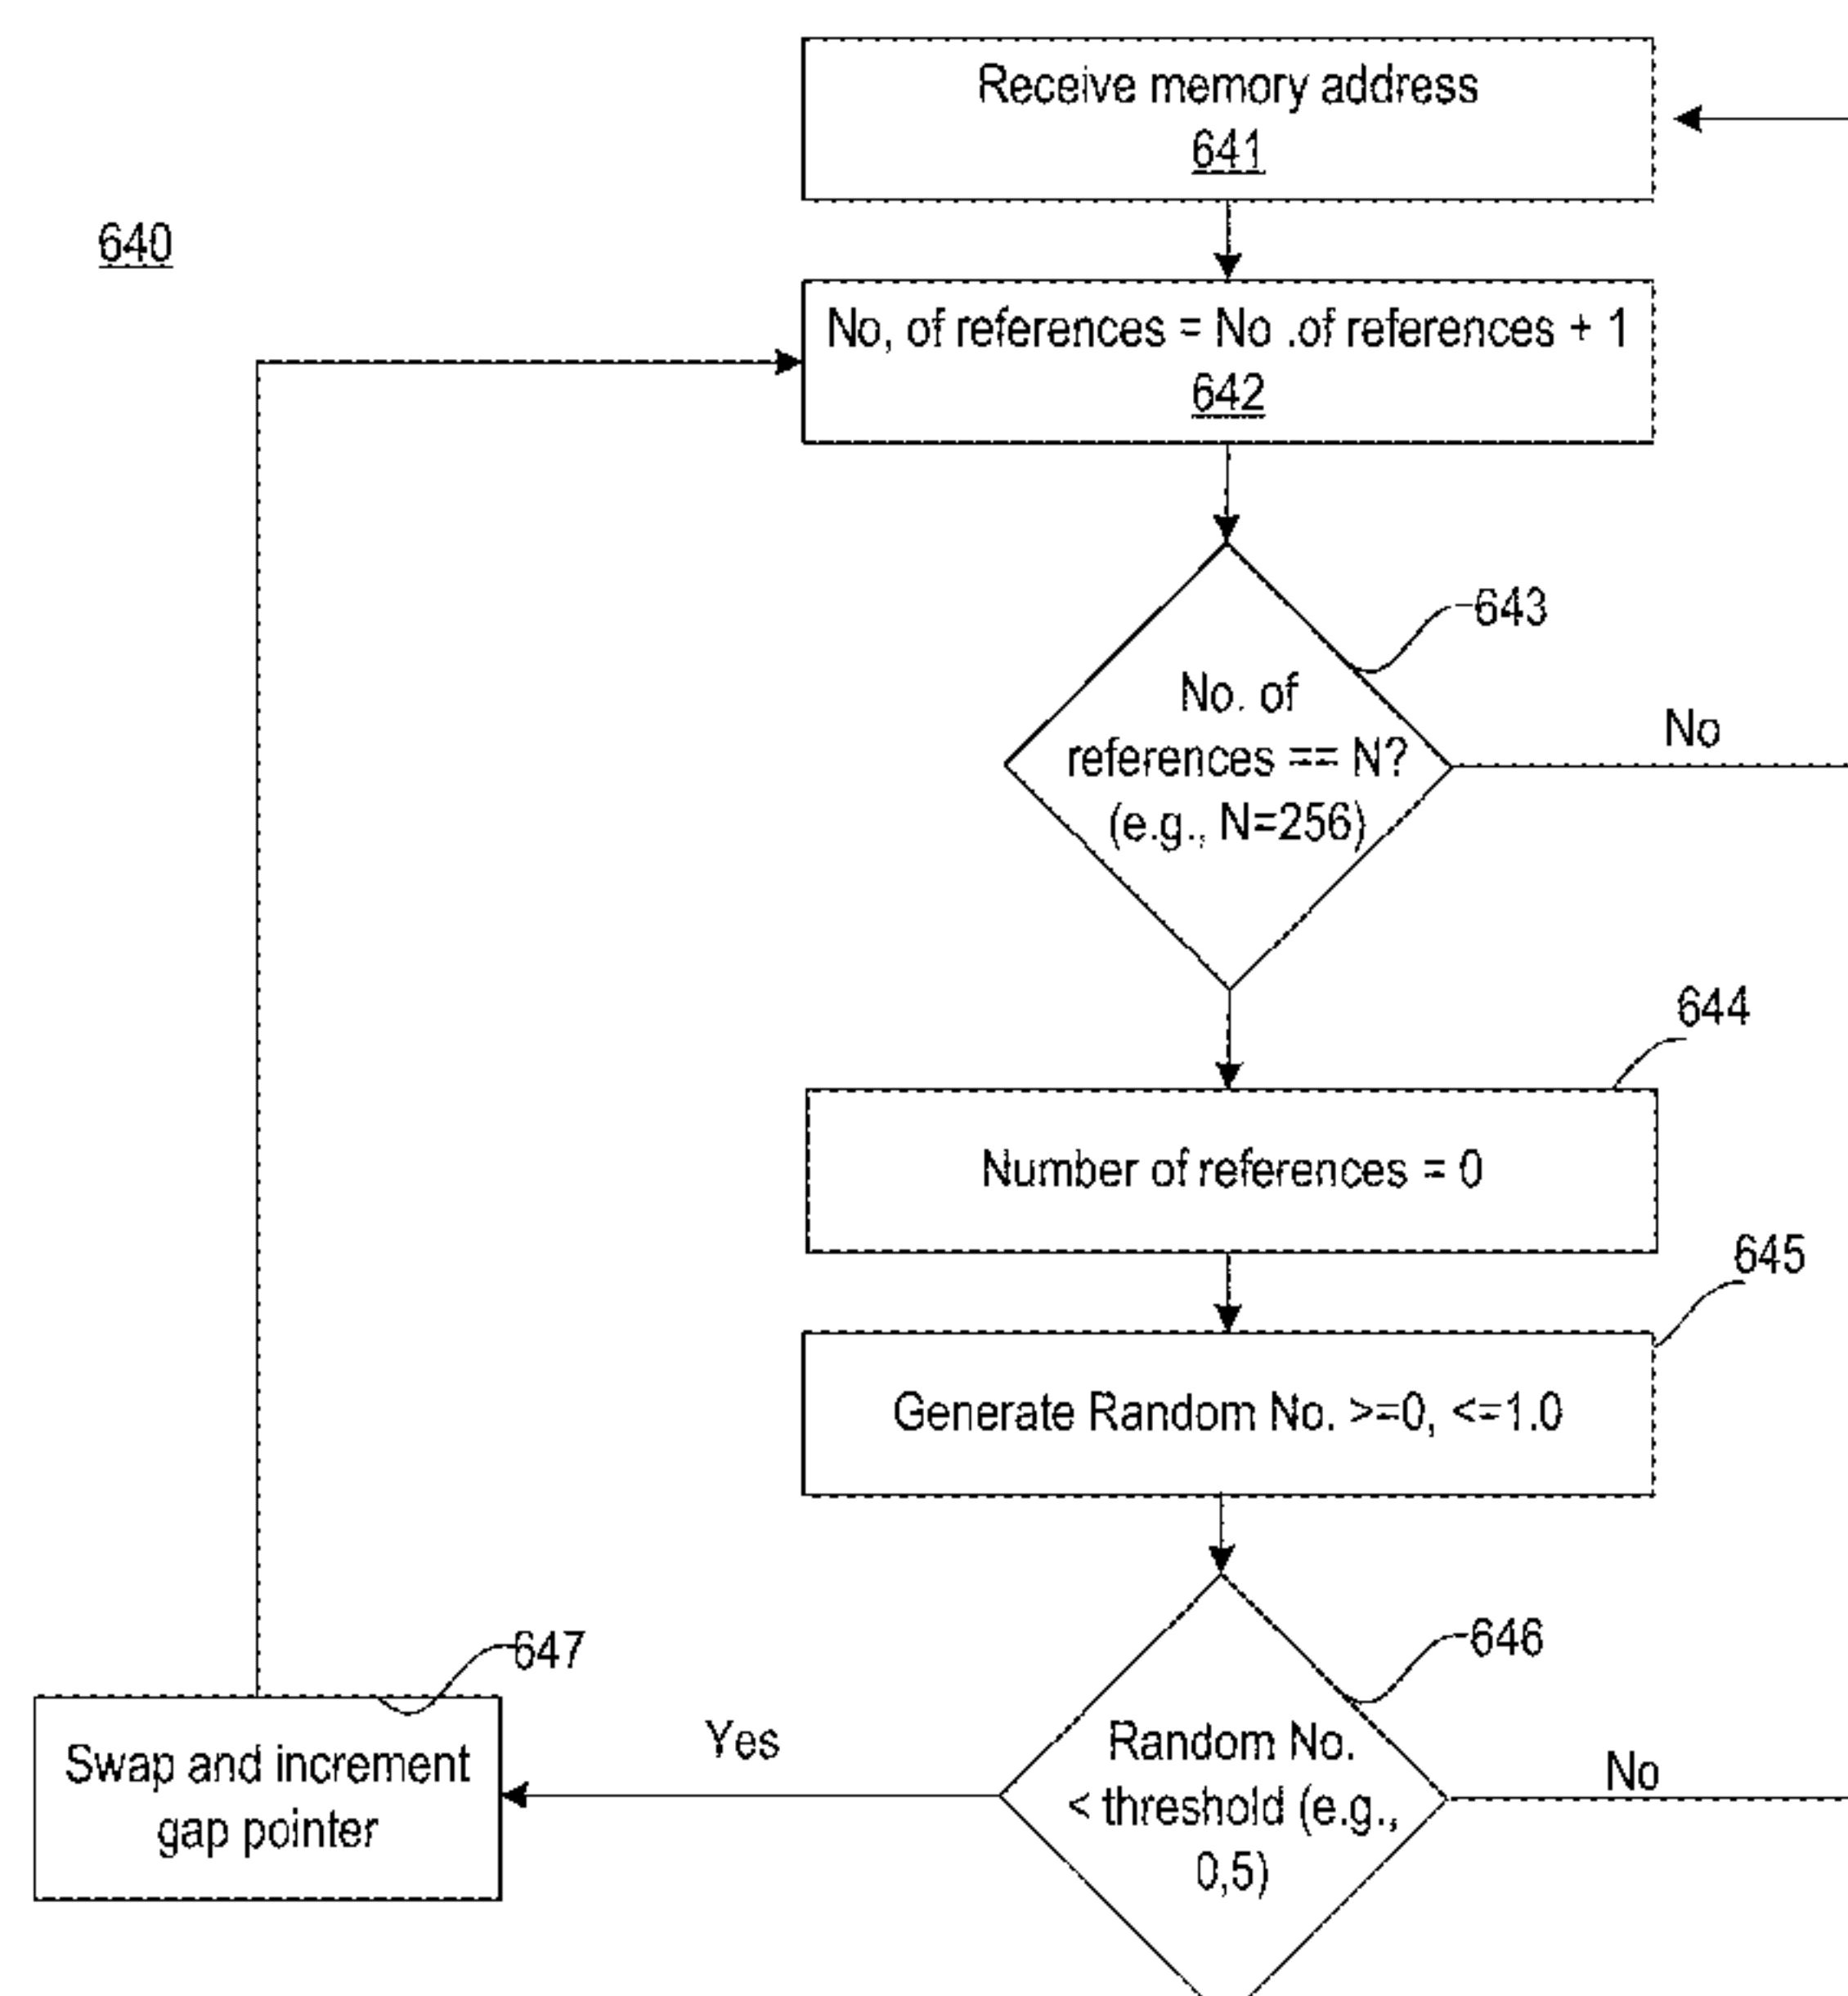 Receive memory address
641
640
No, of references = No .of references + 1
642
643
No. of
references == N?
(e.g., N=256)
No
644
Number of references = 0
645
Generate Random No. >=0, <=1.0
646
647
Swap and increment
gap pointer
Yes
Random No.
< threshold (e.g.,
0,5)
No